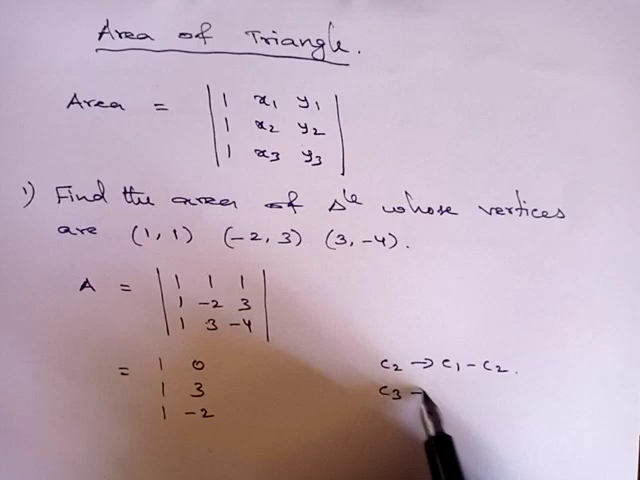 Area of Triangle.
Area = | 1 x₁ y₁ |
| 1 x₂ y₂ |
| 1 x₃ y₃ |
1) Find the area of Δle whose vertices
are (1, 1) (-2, 3) (3, -4).
A = | 1 1 1 |
| 1 -2 3 |
| 1 3 -4 |
= 1 0 C₂ → C₁ - C₂.
1 3 C₃ -
1 -2